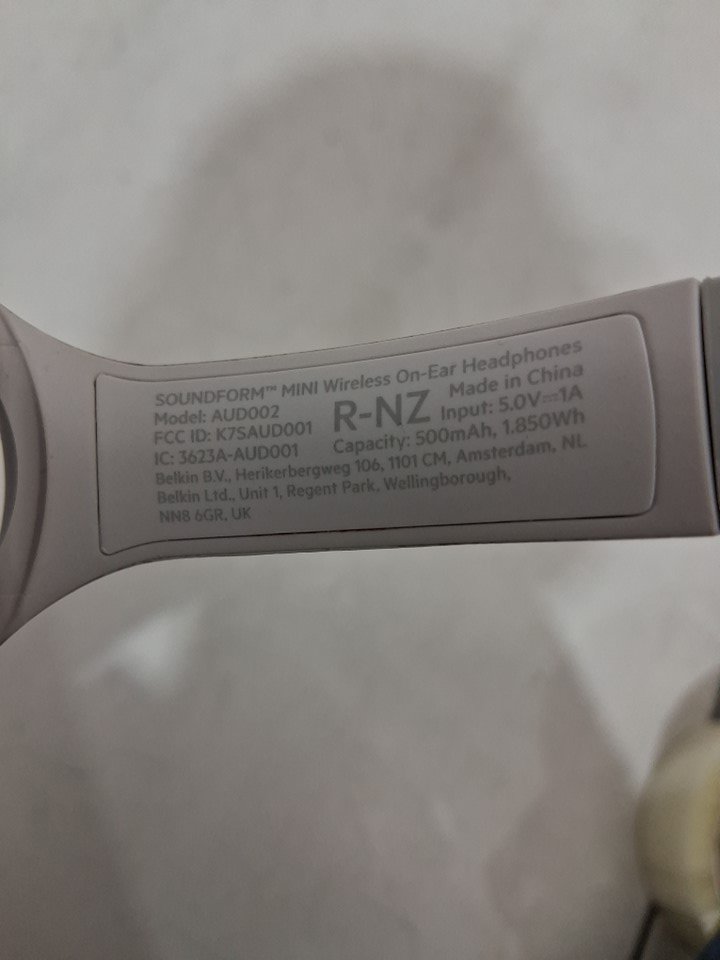 SOUNDFORM™ MINI Wireless On-Ear Headphones
Model: AUD002
FCC ID: K7SAUD001
IC: 3623A-AUD001
R-NZ
Made in China
Input: 5.0V⎓1A
Capacity: 500mAh, 1.850Wh
Belkin B.V., Herikerbergweg 106, 1101 CM, Amsterdam, NL
Belkin Ltd., Unit 1, Regent Park, Wellingborough,
NN8 6GR, UK